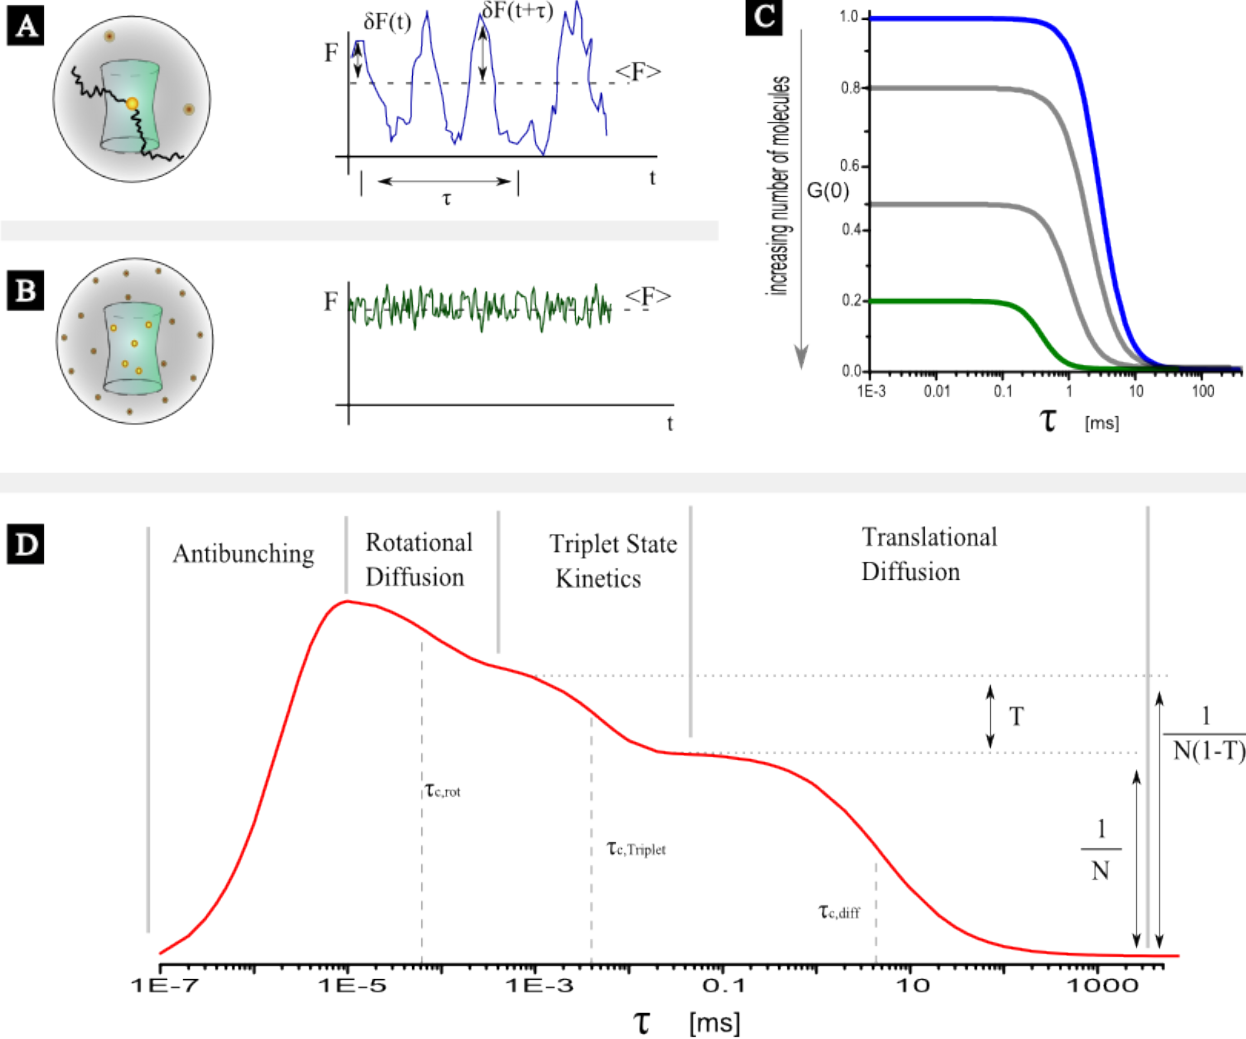 A
F
δF(t)
δF(t+τ)
<F>
t
τ
B
F
<F>
t
C
increasing number of molecules
G(0)
1.0
0.8
0.6
0.4
0.2
0.0
1E-3 0.01 0.1 1 10 100
τ [ms]
D
Antibunching
Rotational
Diffusion
Triplet State
Kinetics
Translational
Diffusion
T
1
N(1-T)
1
N
τc,rot
τc,Triplet
τc,diff
1E-7 1E-5 1E-3 0.1 10 1000
τ [ms]